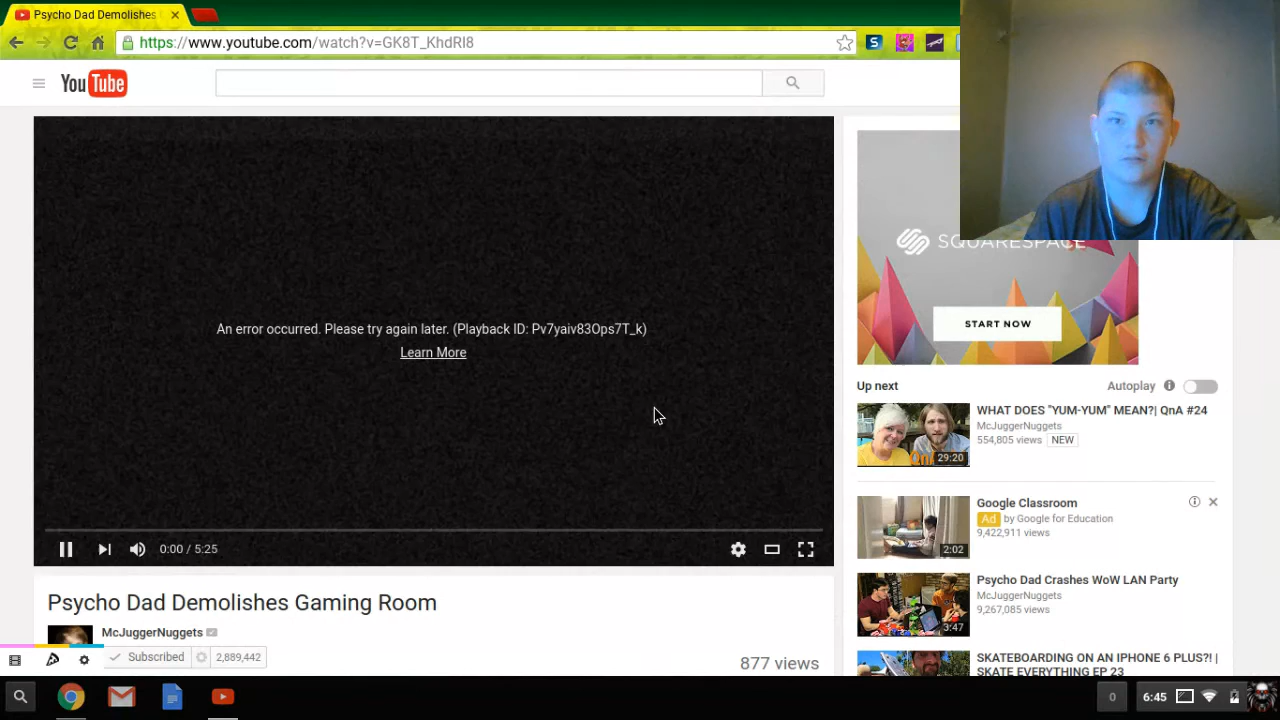 Psycho Dad Demolishes
https://www.youtube.com/watch?v=GK8T_KhdRI8
YouTube
SQUARESPACE
START NOW
An error occurred. Please try again later. (Playback ID: Pv7yaiv83Ops7T_k)
Learn More
0:00 / 5:25
Up next
Autoplay
WHAT DOES "YUM-YUM" MEAN?| QnA #24
McJuggerNuggets
554,805 views NEW
29:20
Google Classroom
Ad by Google for Education
9,422,911 views
2:02
Psycho Dad Crashes WoW LAN Party
McJuggerNuggets
9,267,085 views
3:47
SKATEBOARDING ON AN IPHONE 6 PLUS?! |
SKATE EVERYTHING EP 23
Psycho Dad Demolishes Gaming Room
McJuggerNuggets
Subscribed 2,889,442
877 views
0
6:45